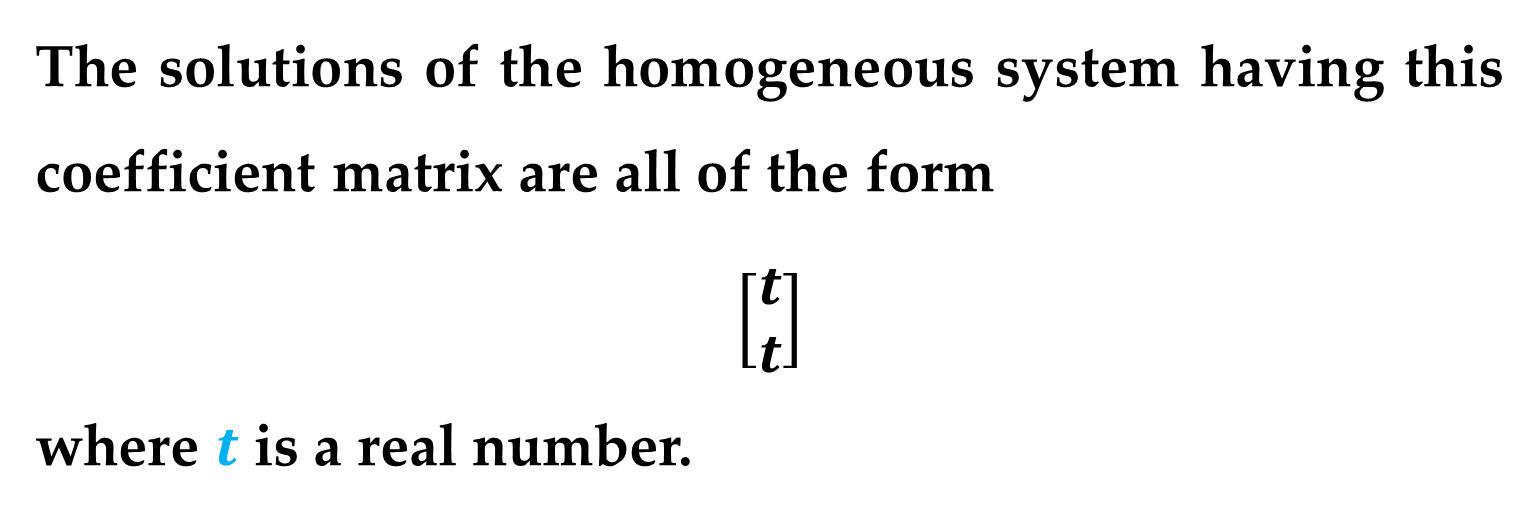 The solutions of the homogeneous system having this
coefficient matrix are all of the form
[t
t]
where t is a real number.